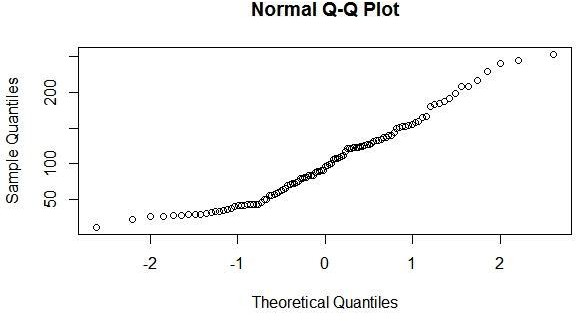 Normal Q-Q Plot
Sample Quantiles
50 100 200
-2 -1 0 1 2
Theoretical Quantiles